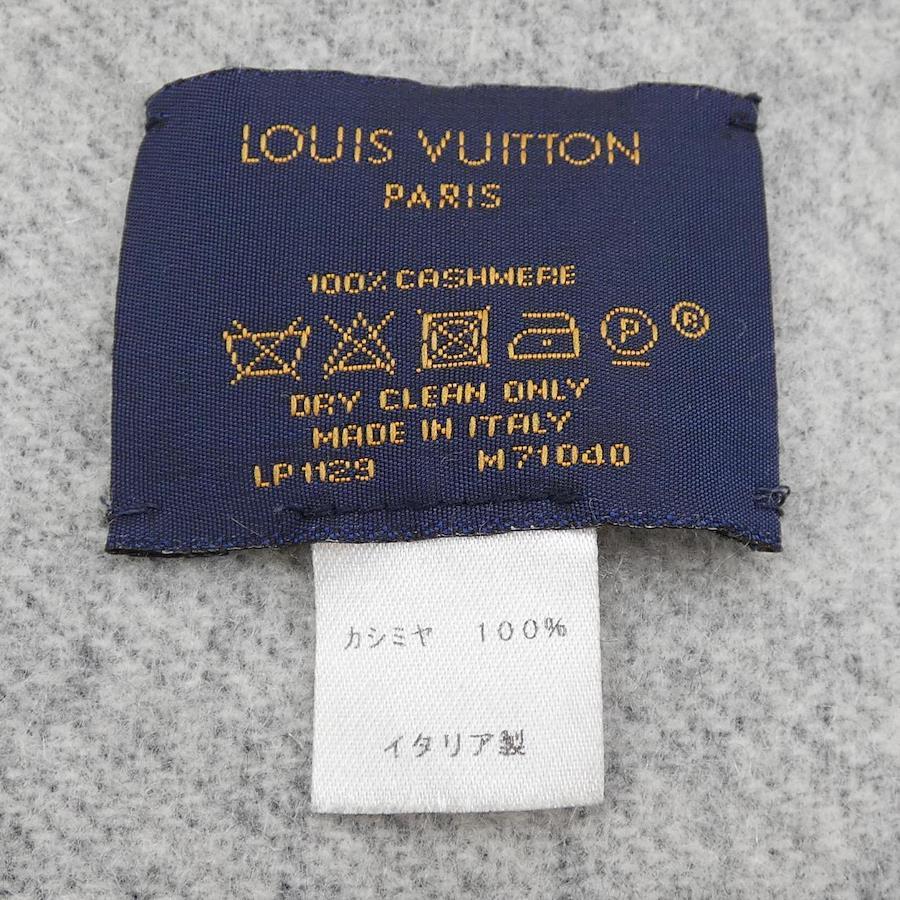 LOUIS VUITTON
PARIS
100% CASHMERE
P ®
DRY CLEAN ONLY
MADE IN ITALY
LP1129 M71040
カシミヤ 100%
イタリア製